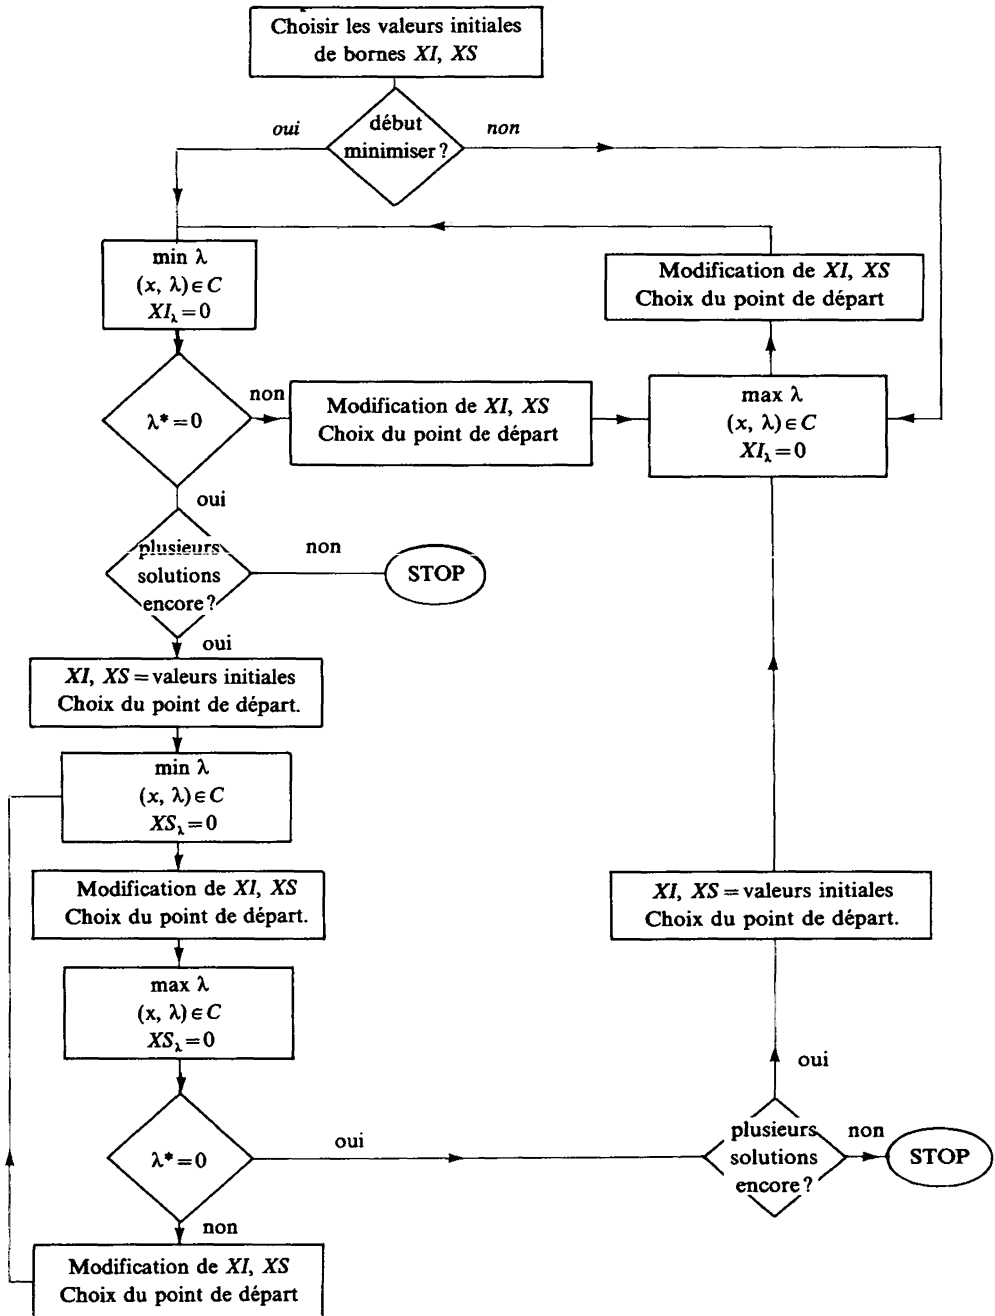 Choisir les valeurs initiales
de bornes XI, XS
début
minimiser ?
oui
non
min λ
(x, λ)∈C
XI_λ=0
Modification de XI, XS
Choix du point de départ
λ*=0
non
Modification de XI, XS
Choix du point de départ
max λ
(x, λ)∈C
XI_λ=0
oui
plusieurs
solutions
encore ?
non
STOP
oui
XI, XS = valeurs initiales
Choix du point de départ.
min λ
(x, λ)∈C
XS_λ=0
Modification de XI, XS
Choix du point de départ.
XI, XS = valeurs initiales
Choix du point de départ.
max λ
(x, λ)∈C
XS_λ=0
oui
λ*=0
oui
plusieurs
solutions
encore ?
non
STOP
non
Modification de XI, XS
Choix du point de départ